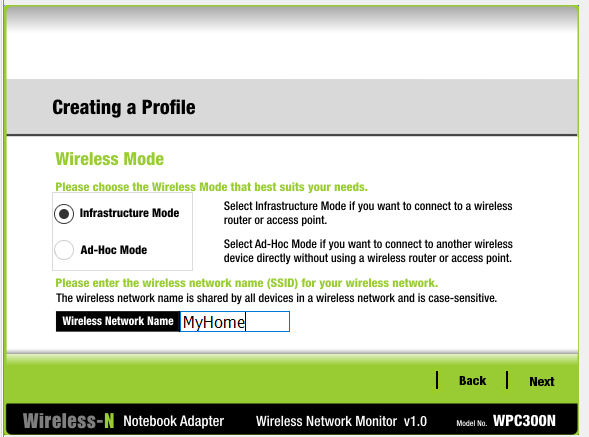 Creating a Profile
Wireless Mode
Please choose the Wireless Mode that best suits your needs.
Infrastructure Mode
Select Infrastructure Mode if you want to connect to a wireless
router or access point.
Ad-Hoc Mode
Select Ad-Hoc Mode if you want to connect to another wireless
device directly without using a wireless router or access point.
Please enter the wireless network name (SSID) for your wireless network.
The wireless network name is shared by all devices in a wireless network and is case-sensitive.
Wireless Network Name MyHome
Back Next
Wireless-N Notebook Adapter Wireless Network Monitor v1.0 Model No. WPC300N